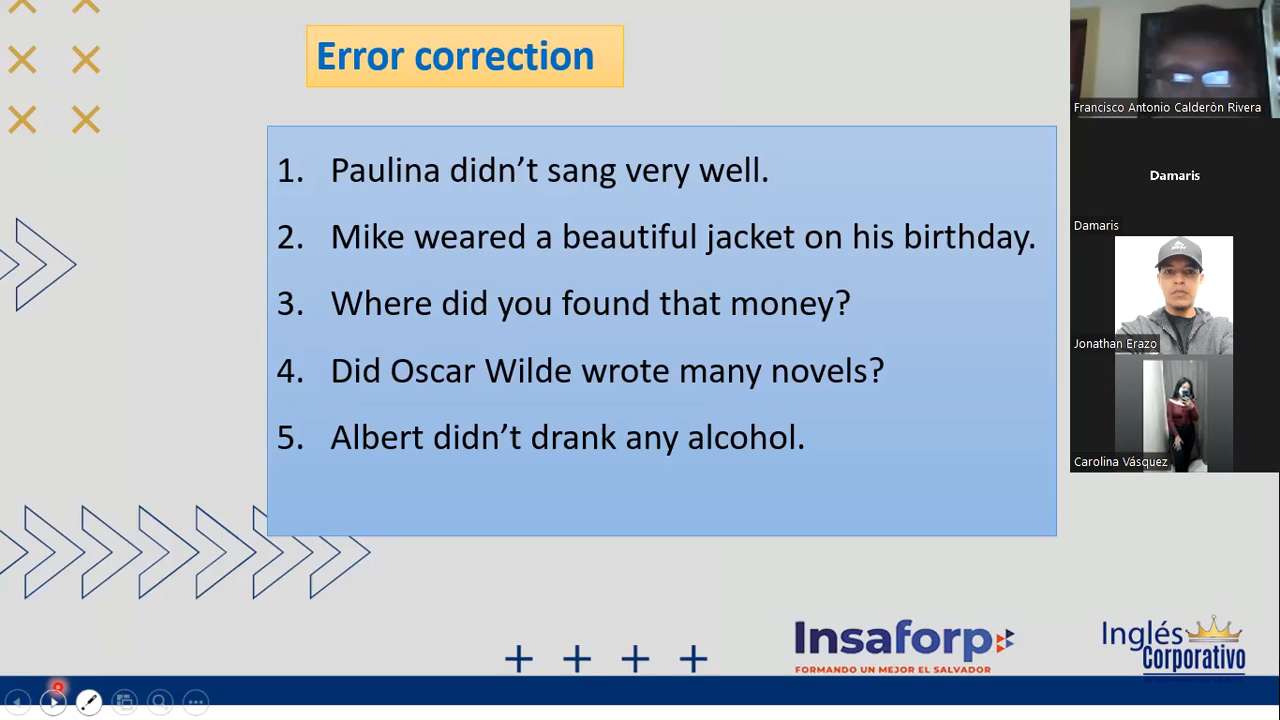 Error correction
1. Paulina didn’t sang very well.
2. Mike weared a beautiful jacket on his birthday.
3. Where did you found that money?
4. Did Oscar Wilde wrote many novels?
5. Albert didn’t drank any alcohol.
Francisco Antonio Calderòn Rivera
Damaris
Damaris
Jonathan Erazo
Carolina Vásquez
Insaforp
FORMANDO UN MEJOR EL SALVADOR
Inglés
Corporativo